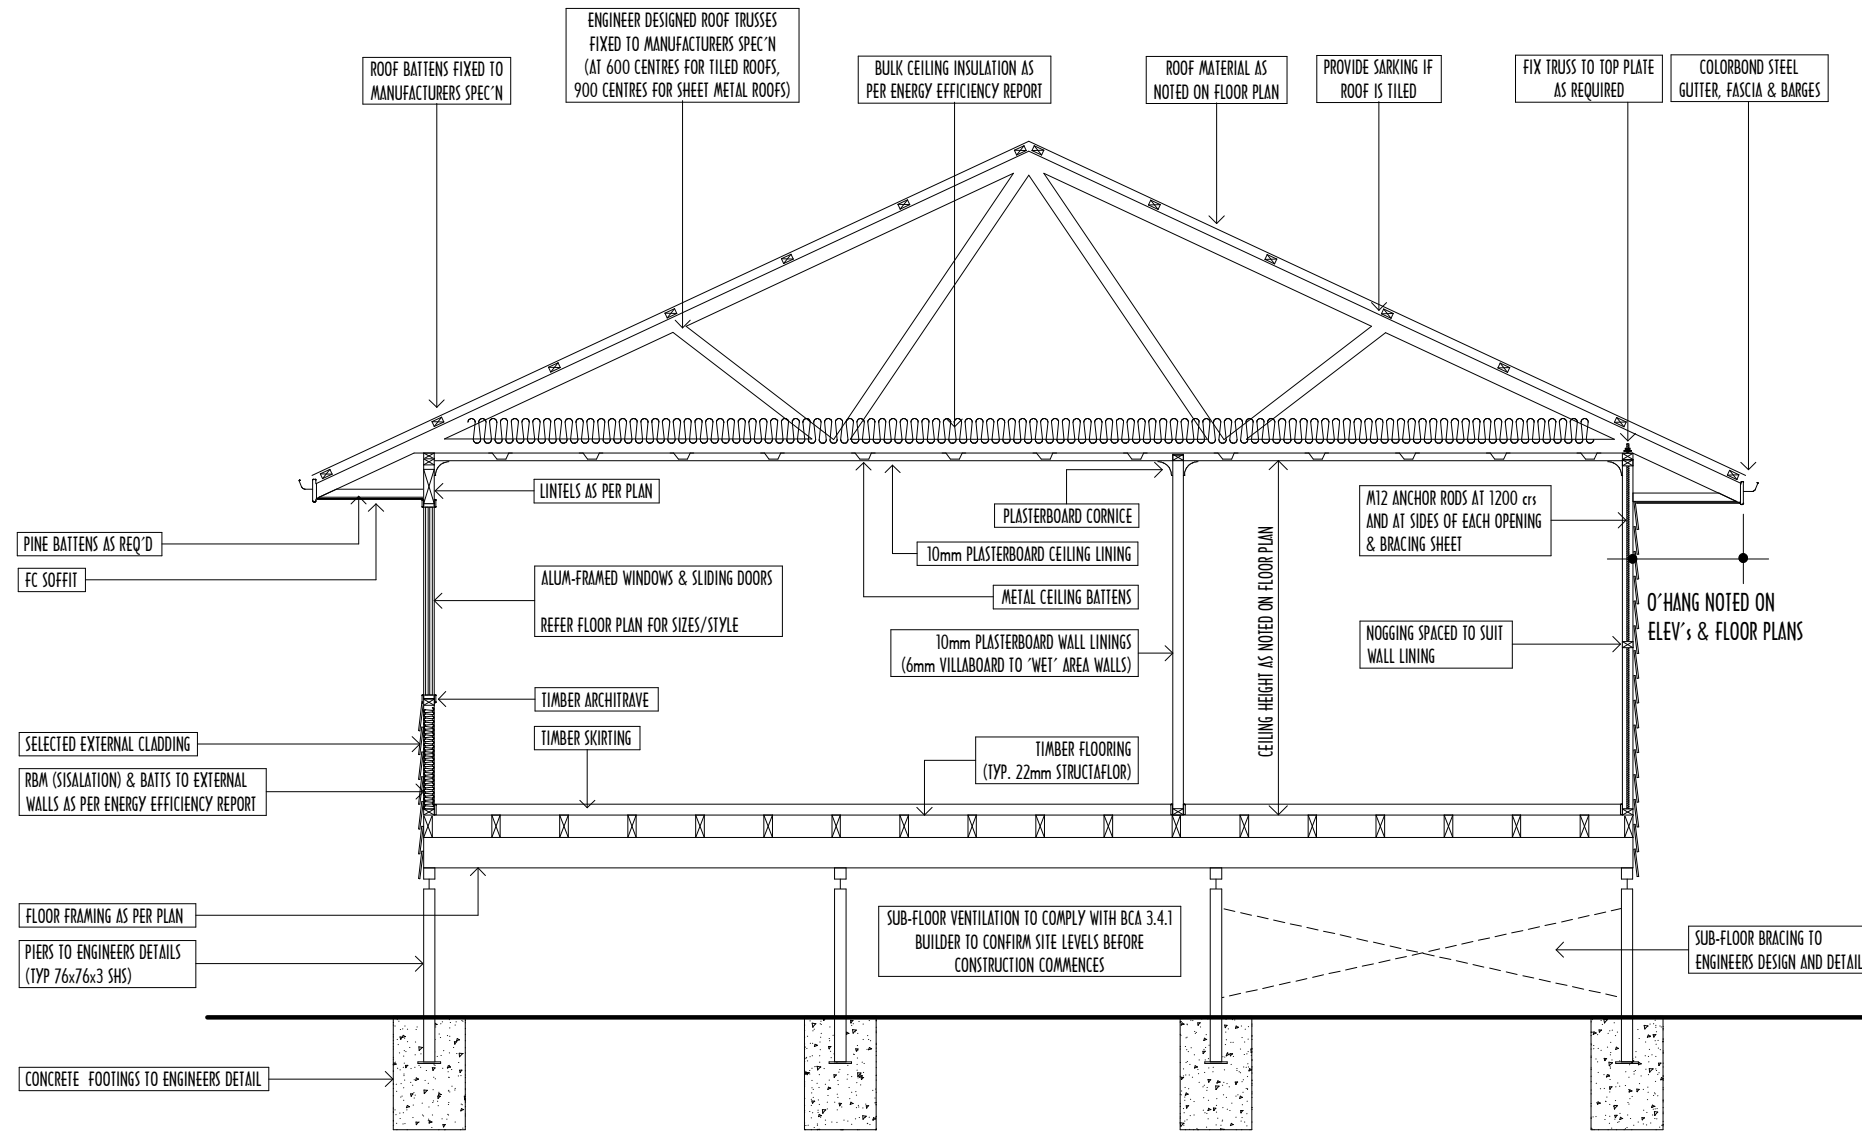 ENGINEER DESIGNED ROOF TRUSSES
FIXED TO MANUFACTURERS SPEC'N
(AT 600 CENTRES FOR TILED ROOFS,
900 CENTRES FOR SHEET METAL ROOFS)
ROOF BATTENS FIXED TO
MANUFACTURERS SPEC'N
BULK CEILING INSULATION AS
PER ENERGY EFFICIENCY REPORT
ROOF MATERIAL AS
NOTED ON FLOOR PLAN
PROVIDE SARKING IF
ROOF IS TILED
FIX TRUSS TO TOP PLATE
AS REQUIRED
COLORBOND STEEL
GUTTER, FASCIA & BARGES
LINTELS AS PER PLAN
PLASTERBOARD CORNICE
M12 ANCHOR RODS AT 1200 crs
AND AT SIDES OF EACH OPENING
& BRACING SHEET
PINE BATTENS AS REQ'D
10mm PLASTERBOARD CEILING LINING
FC SOFFIT
ALUM-FRAMED WINDOWS & SLIDING DOORS
REFER FLOOR PLAN FOR SIZES/STYLE
METAL CEILING BATTENS
O'HANG NOTED ON
ELEV's & FLOOR PLANS
10mm PLASTERBOARD WALL LININGS
(6mm VILLABOARD TO 'WET' AREA WALLS)
CEILING HEIGHT AS NOTED ON FLOOR PLAN
NOGGING SPACED TO SUIT
WALL LINING
TIMBER ARCHITRAVE
TIMBER SKIRTING
SELECTED EXTERNAL CLADDING
TIMBER FLOORING
(TYP. 22mm STRUCTAFLOR)
RBM (SISALATION) & BATTS TO EXTERNAL
WALLS AS PER ENERGY EFFICIENCY REPORT
FLOOR FRAMING AS PER PLAN
SUB-FLOOR VENTILATION TO COMPLY WITH BCA 3.4.1
BUILDER TO CONFIRM SITE LEVELS BEFORE
CONSTRUCTION COMMENCES
PIERS TO ENGINEERS DETAILS
(TYP 76x76x3 SHS)
SUB-FLOOR BRACING TO
ENGINEERS DESIGN AND DETAIL
CONCRETE FOOTINGS TO ENGINEERS DETAIL